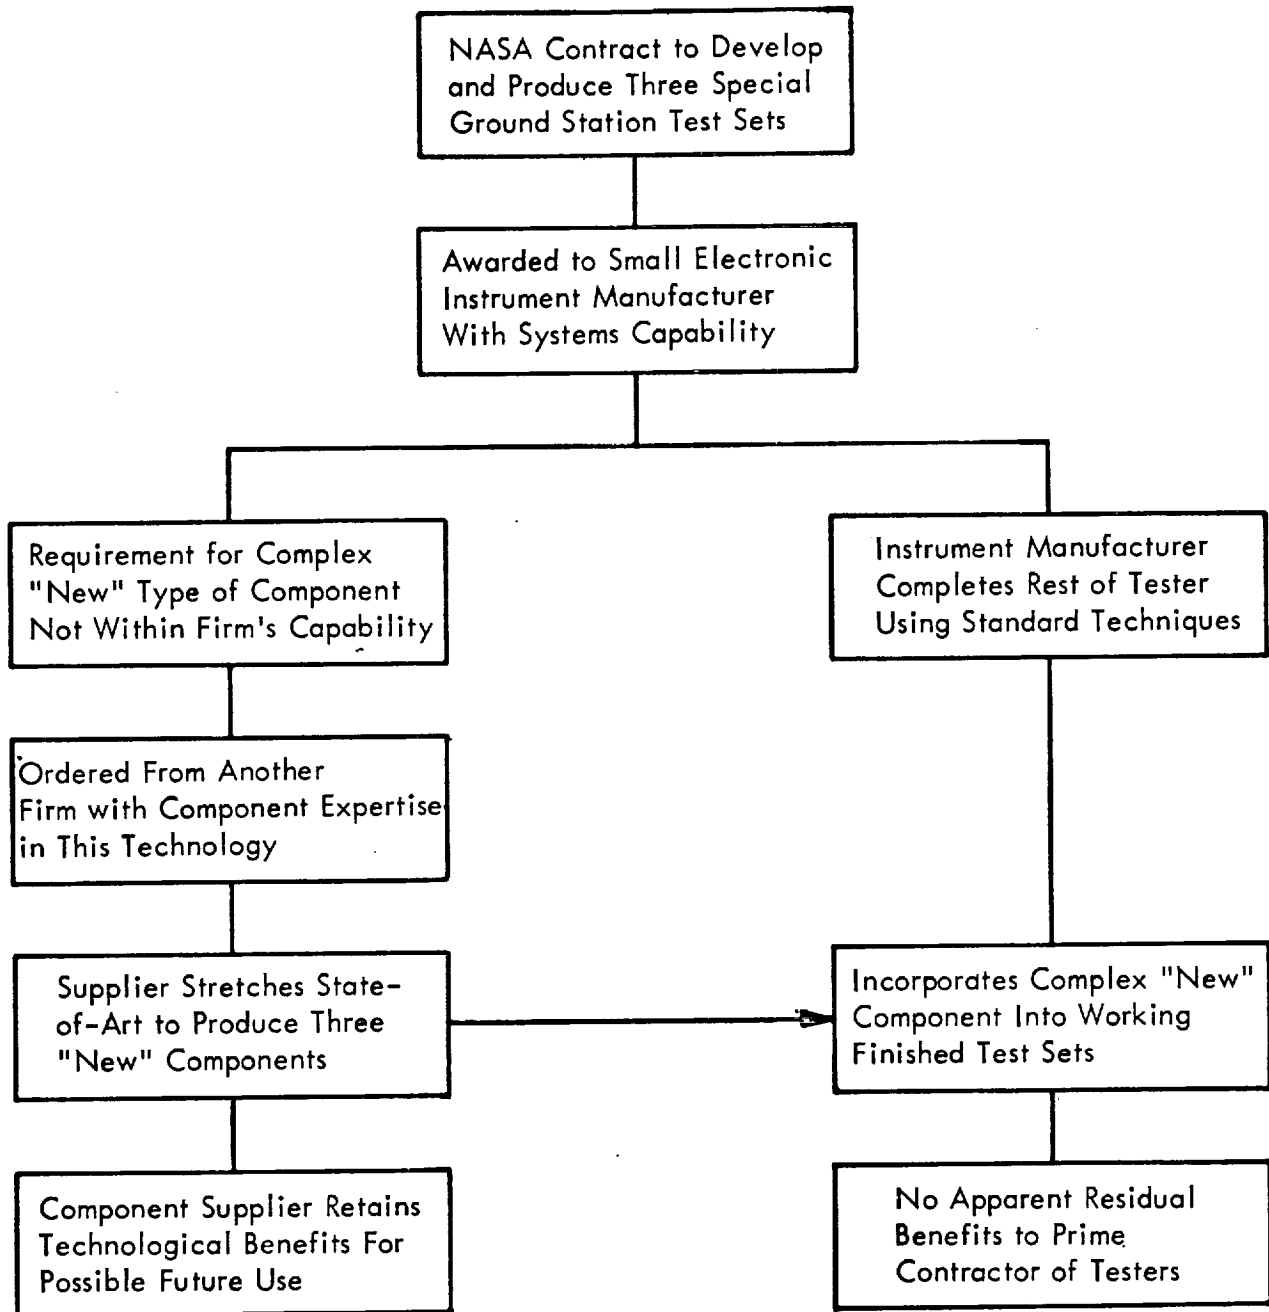 NASA Contract to Develop
and Produce Three Special
Ground Station Test Sets
Awarded to Small Electronic
Instrument Manufacturer
With Systems Capability
Requirement for Complex
"New" Type of Component
Not Within Firm's Capability
Instrument Manufacturer
Completes Rest of Tester
Using Standard Techniques
Ordered From Another
Firm with Component Expertise
in This Technology
Supplier Stretches State-
of-Art to Produce Three
"New" Components
Incorporates Complex "New"
Component Into Working
Finished Test Sets
Component Supplier Retains
Technological Benefits For
Possible Future Use
No Apparent Residual
Benefits to Prime
Contractor of Testers